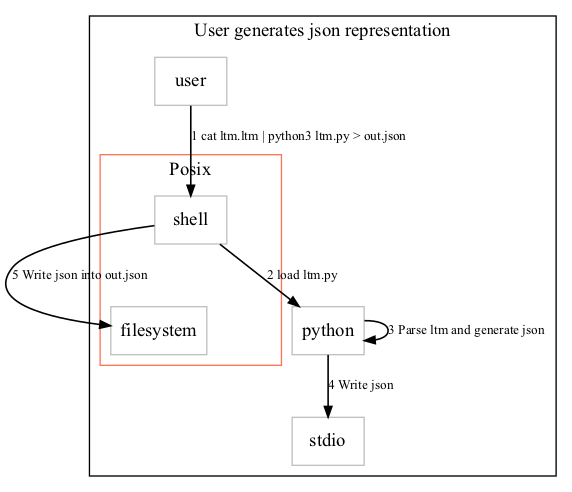 User generates json representation
user
1 cat ltm.ltm | python3 ltm.py > out.json
Posix
shell
5 Write json into out.json
2 load ltm.py
filesystem
python
3 Parse ltm and generate json
4 Write json
stdio